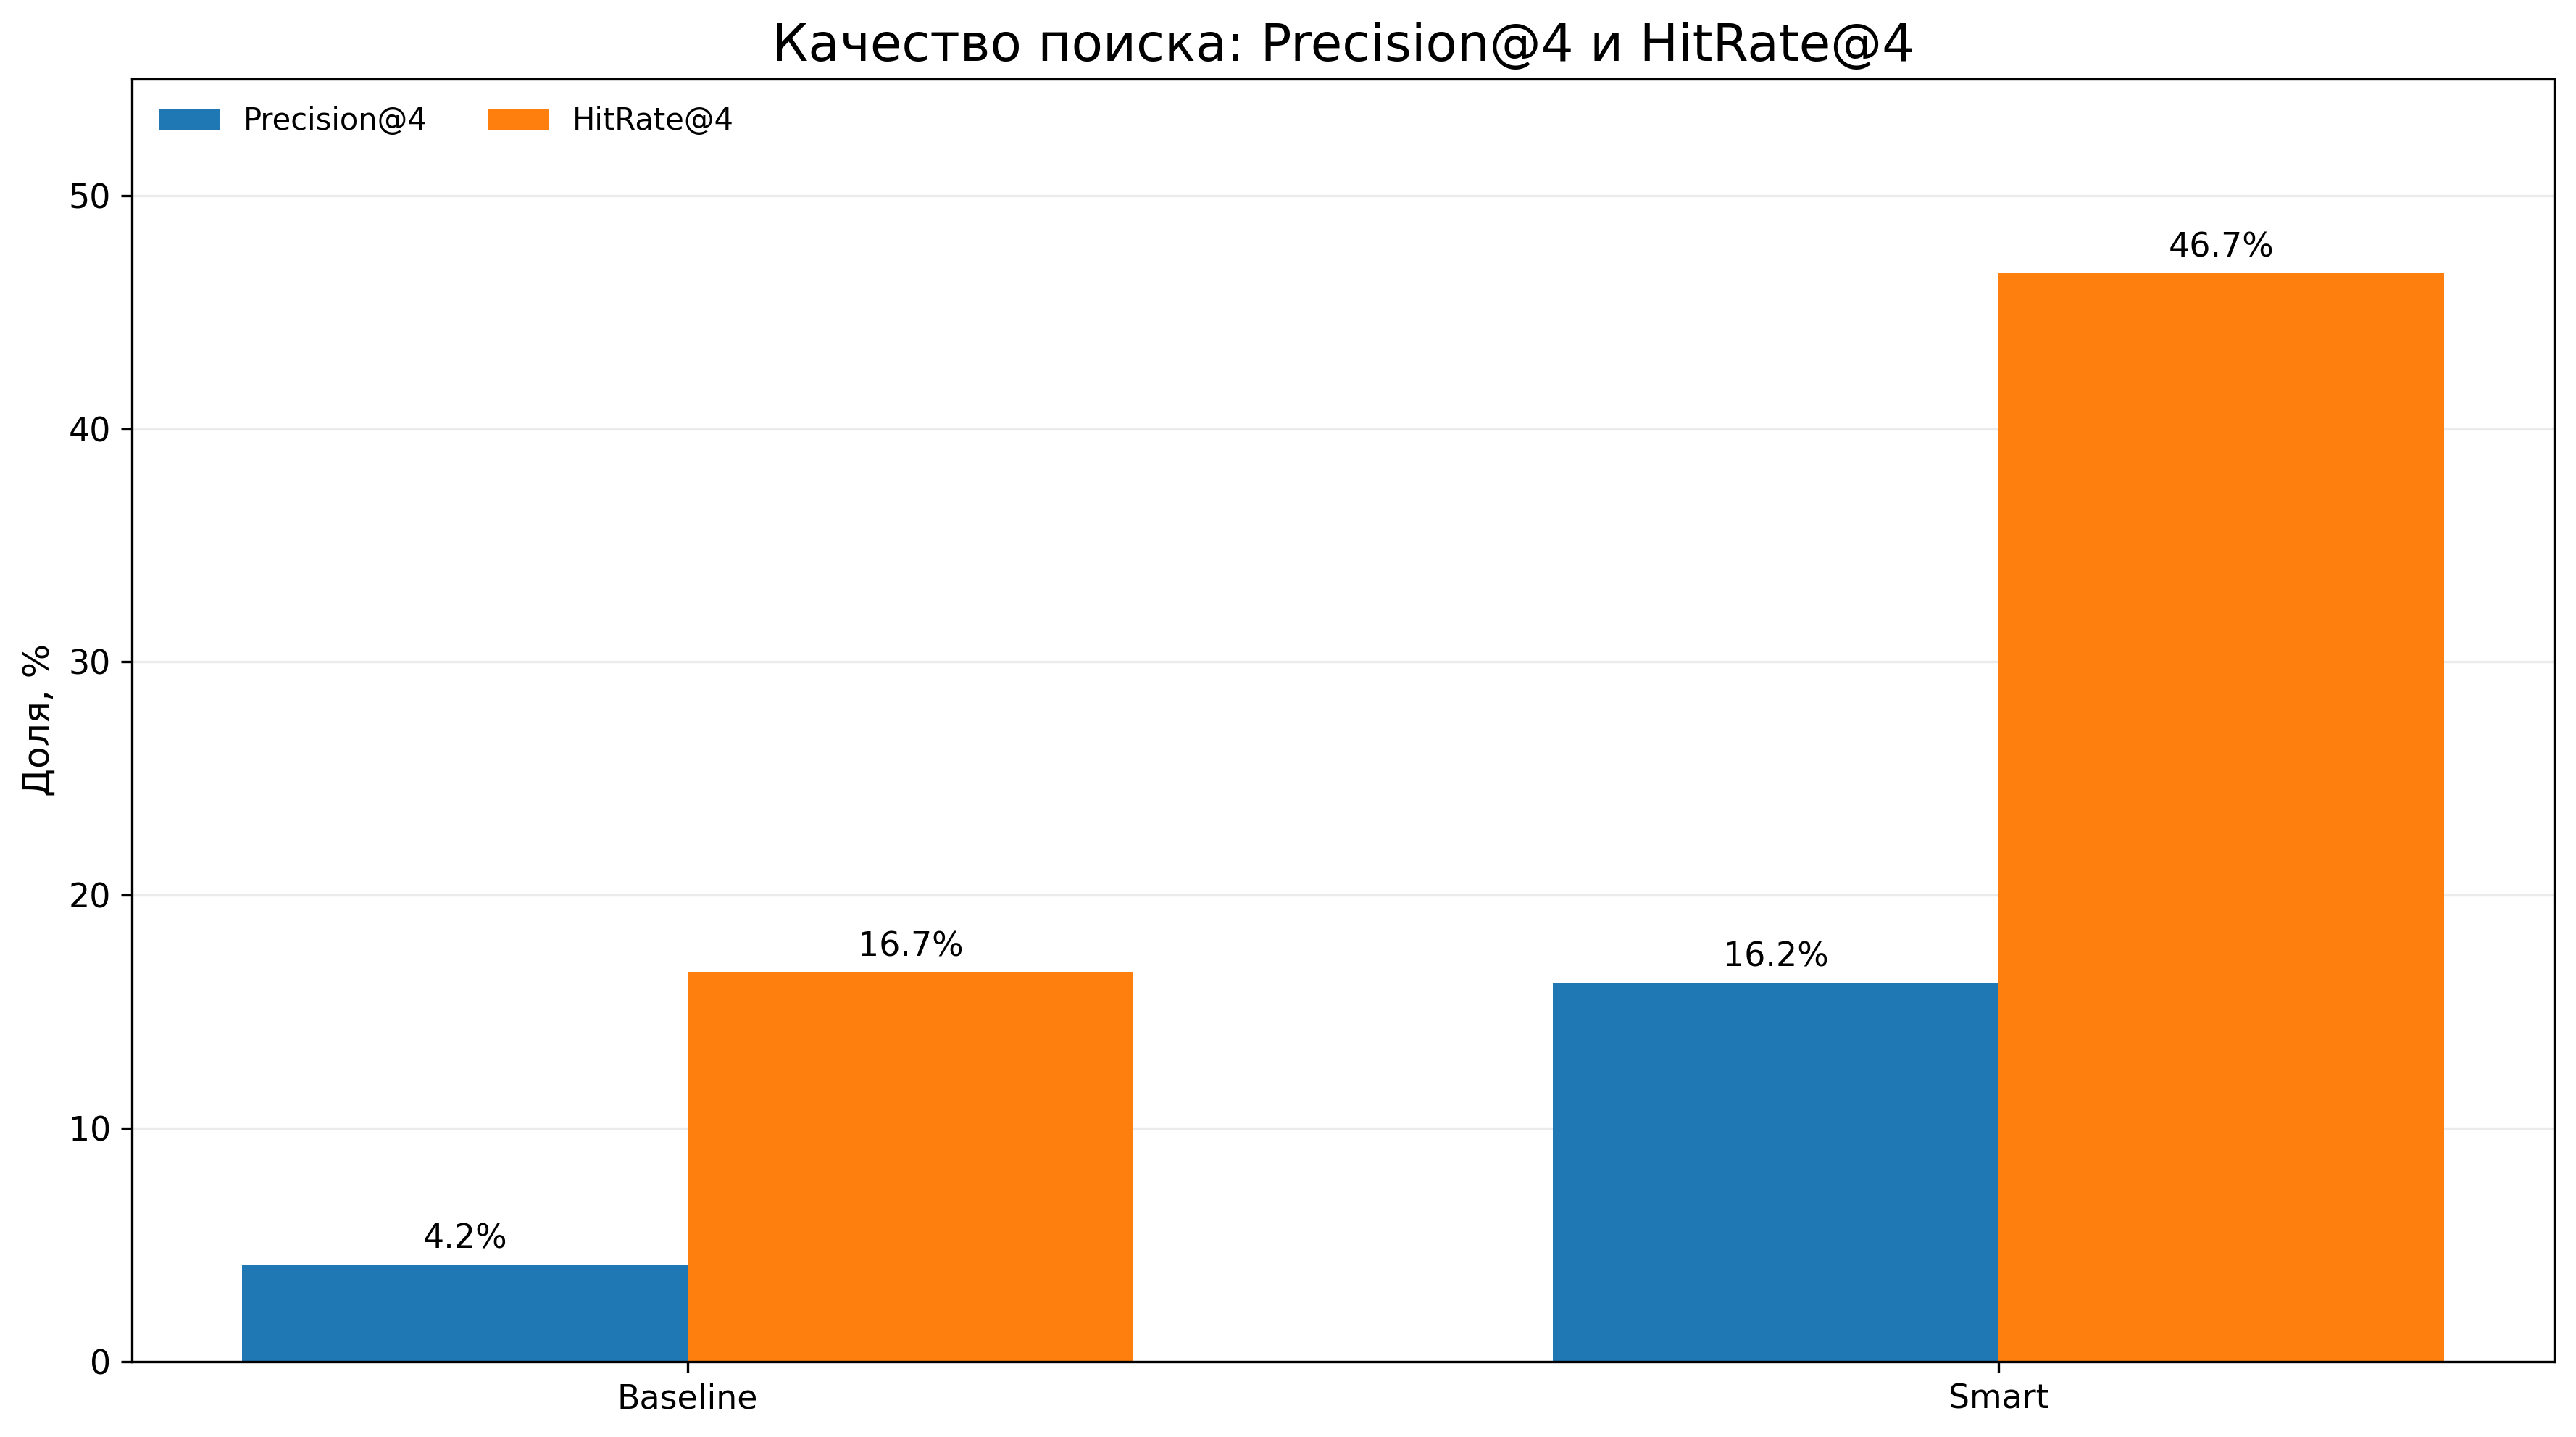 Качество поиска: Precision@4 и HitRate@4
Precision@4 HitRate@4
Доля, %
50
40
30
20
10
0
46.7%
16.7%
16.2%
4.2%
Baseline Smart